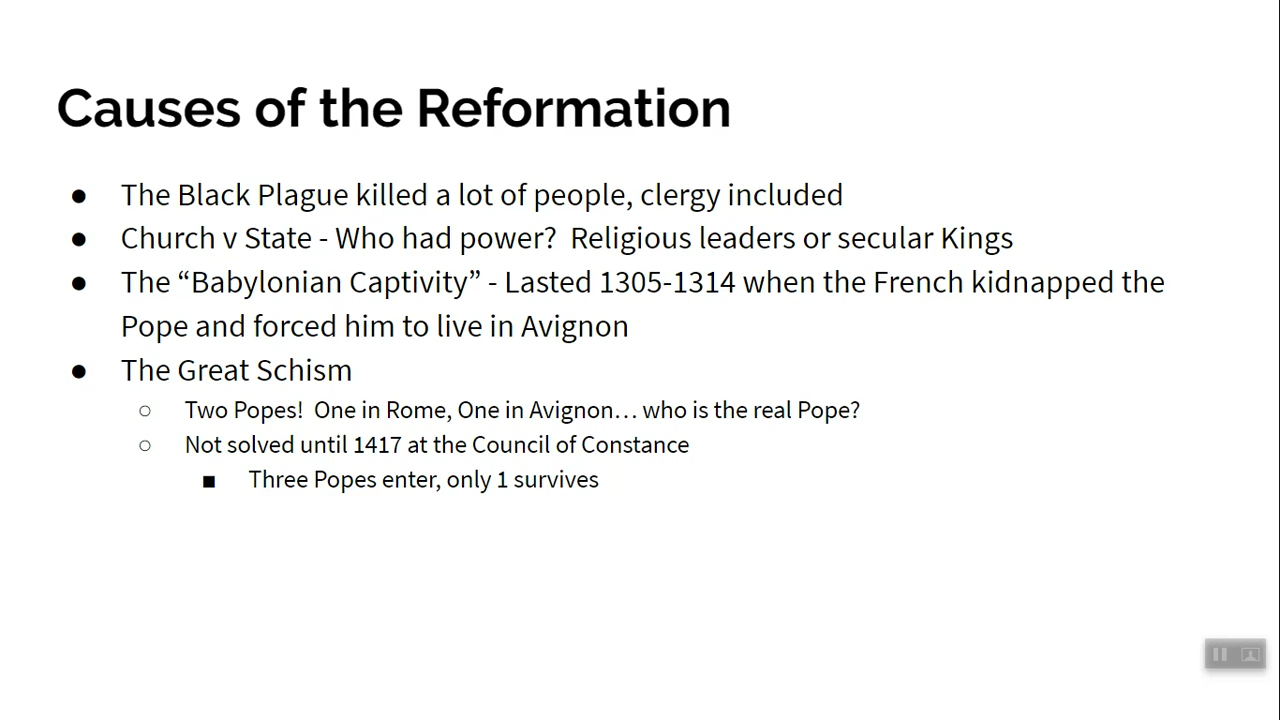 Causes of the Reformation
● The Black Plague killed a lot of people, clergy included
● Church v State - Who had power?  Religious leaders or secular Kings
● The “Babylonian Captivity” - Lasted 1305-1314 when the French kidnapped the
Pope and forced him to live in Avignon
● The Great Schism
○ Two Popes!  One in Rome, One in Avignon… who is the real Pope?
○ Not solved until 1417 at the Council of Constance
■ Three Popes enter, only 1 survives